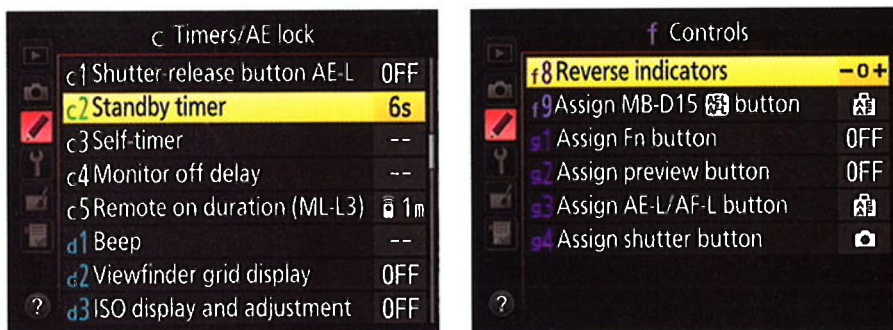 c Timers/AE lock
c1 Shutter-release button AE-L OFF
c2 Standby timer 6s
c3 Self-timer --
c4 Monitor off delay --
c5 Remote on duration (ML-L3) 1m
d1 Beep --
d2 Viewfinder grid display OFF
? d3 ISO display and adjustment OFF
f Controls
f8 Reverse indicators -0+
f9 Assign MB-D15 button
g1 Assign Fn button OFF
g2 Assign preview button OFF
g3 Assign AE-L/AF-L button
g4 Assign shutter button
?